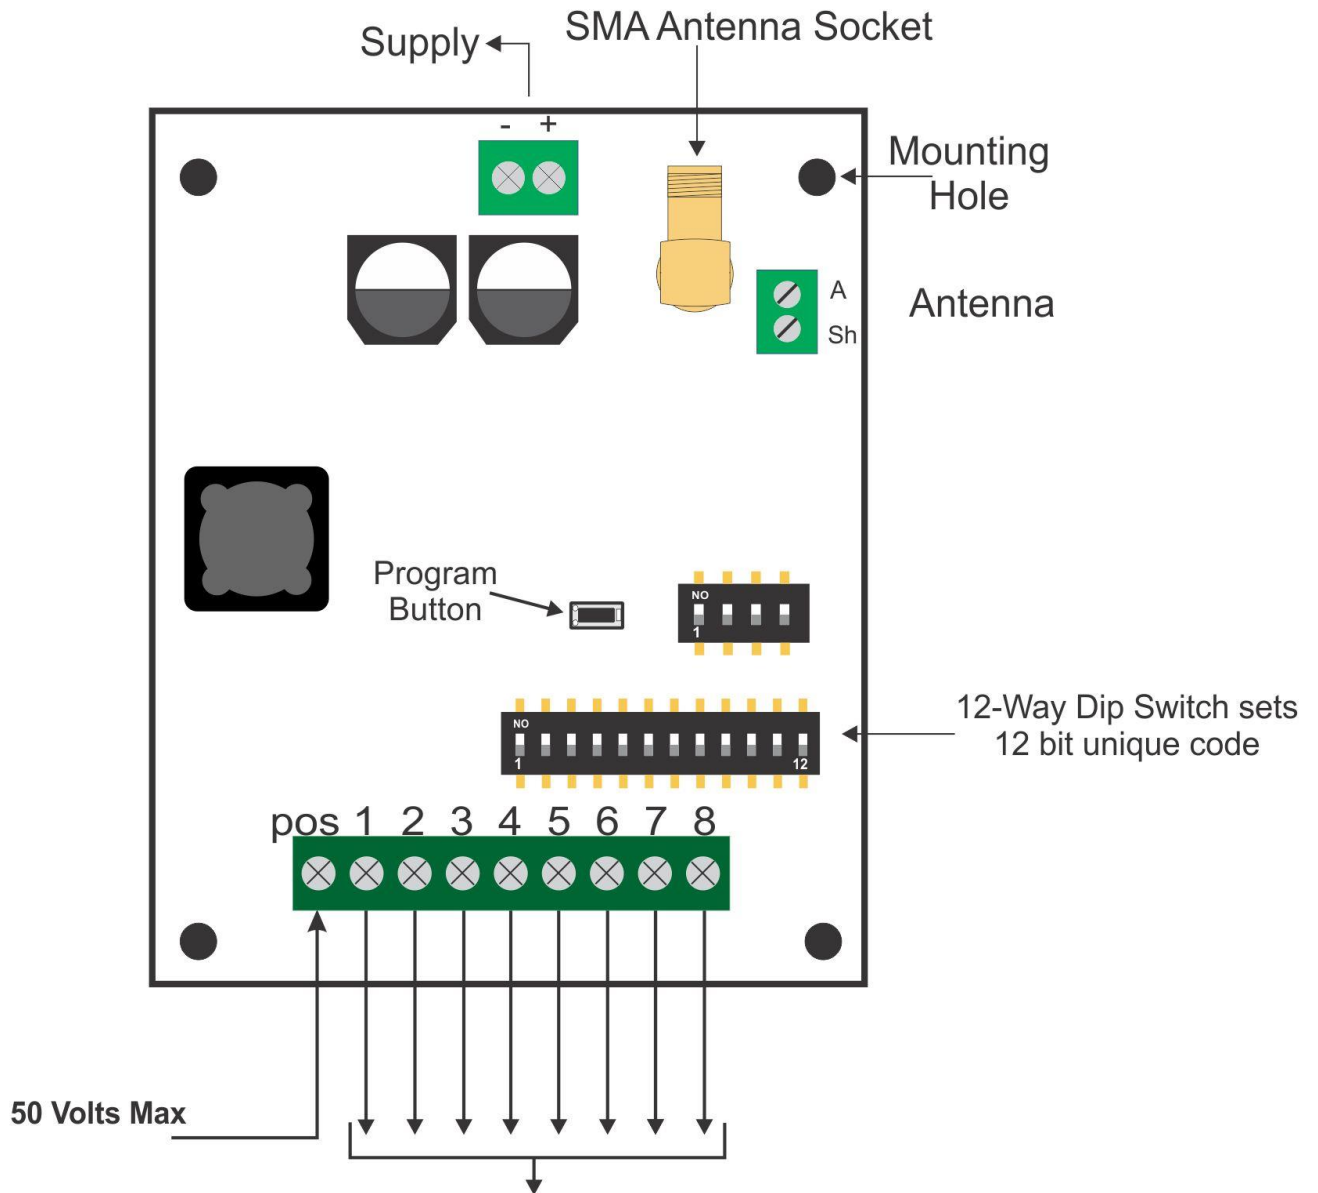 SMA Antenna Socket
Supply
- +
Mounting
Hole
A
Sh
Antenna
Program
Button
NO
1
12-Way Dip Switch sets
12 bit unique code
NO
1 12
pos 1 2 3 4 5 6 7 8
50 Volts Max